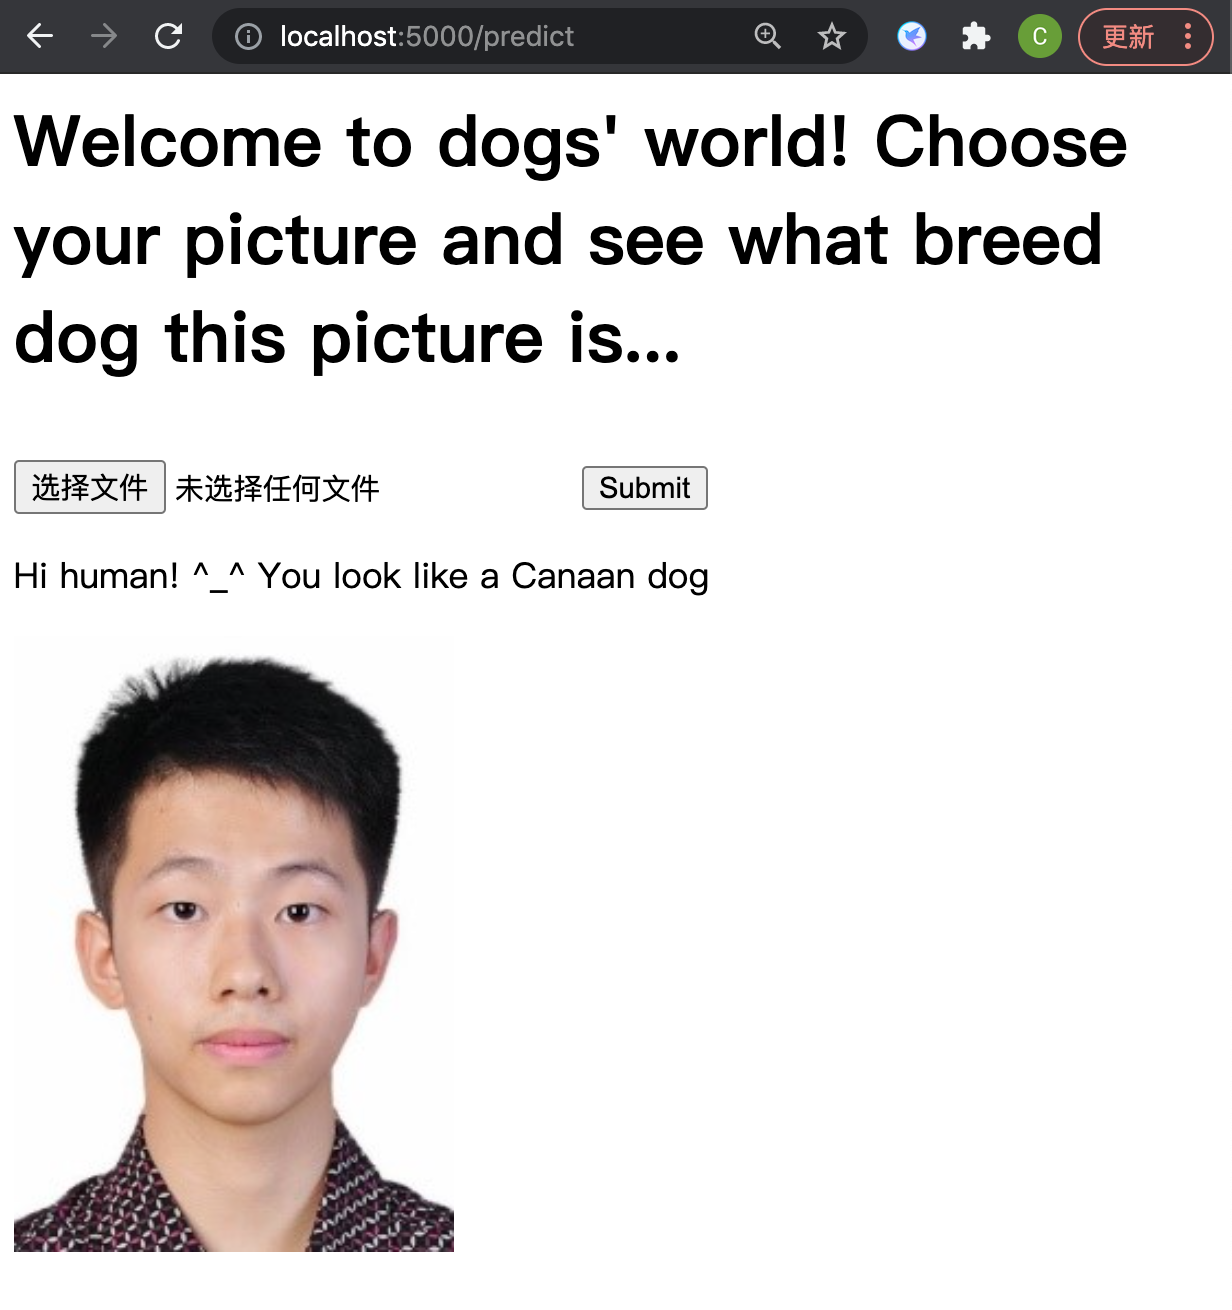 localhost:5000/predict
C
更新
Welcome to dogs' world! Choose
your picture and see what breed
dog this picture is...
选择文件 未选择任何文件 Submit
Hi human! ^_^ You look like a Canaan dog